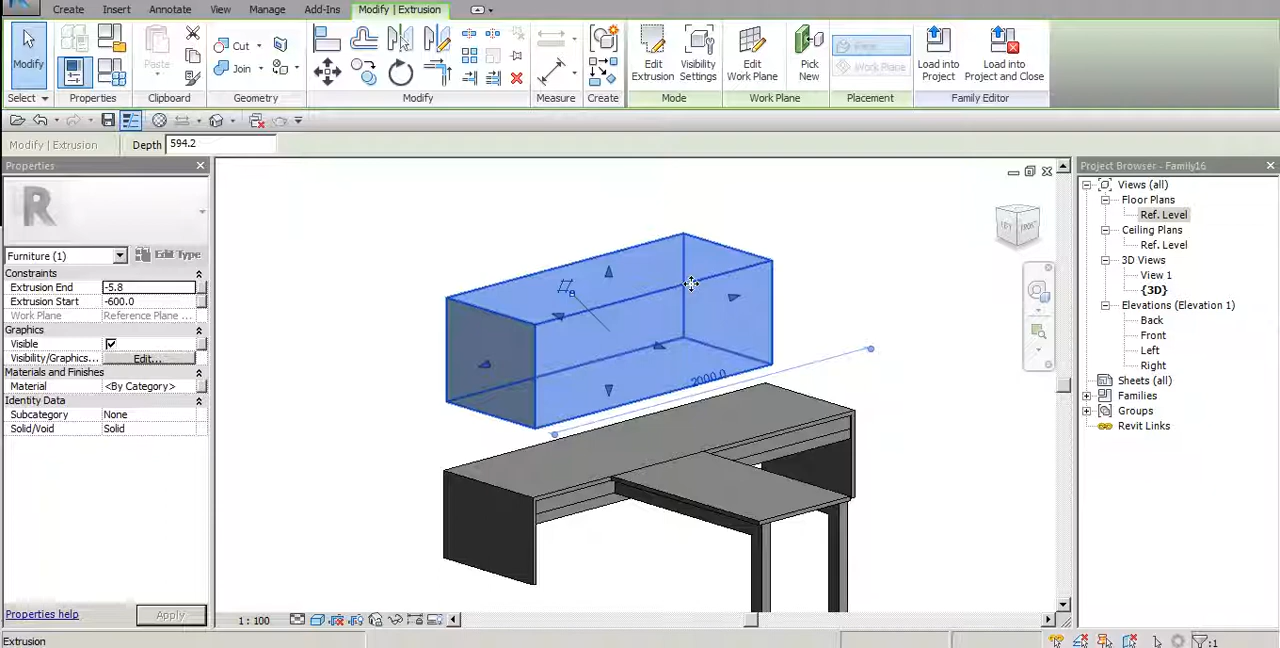 Create Insert Annotate View Manage Add-Ins Modify | Extrusion
Modify
Paste
Cut
Join
Edit Extrusion
Visibility Settings
Edit Work Plane
Pick New
Work Plane
Load into Project
Load into Project and Close
Select Properties Clipboard Geometry Modify Measure Create Mode Work Plane Placement Family Editor
Modify | Extrusion Depth 594.2
Properties
Furniture (1) Edit Type
Constraints
Extrusion End -5.8
Extrusion Start -600.0
Work Plane Reference Plane ...
Graphics
Visible
Visibility/Graphics... Edit...
Materials and Finishes
Material <By Category>
Identity Data
Subcategory None
Solid/Void Solid
Properties help Apply
2000.0
1 : 100
Project Browser - Family16
Views (all)
Floor Plans
Ref. Level
Ceiling Plans
Ref. Level
3D Views
View 1
{3D}
Elevations (Elevation 1)
Back
Front
Left
Right
Sheets (all)
Families
Groups
Revit Links
Extrusion
:1